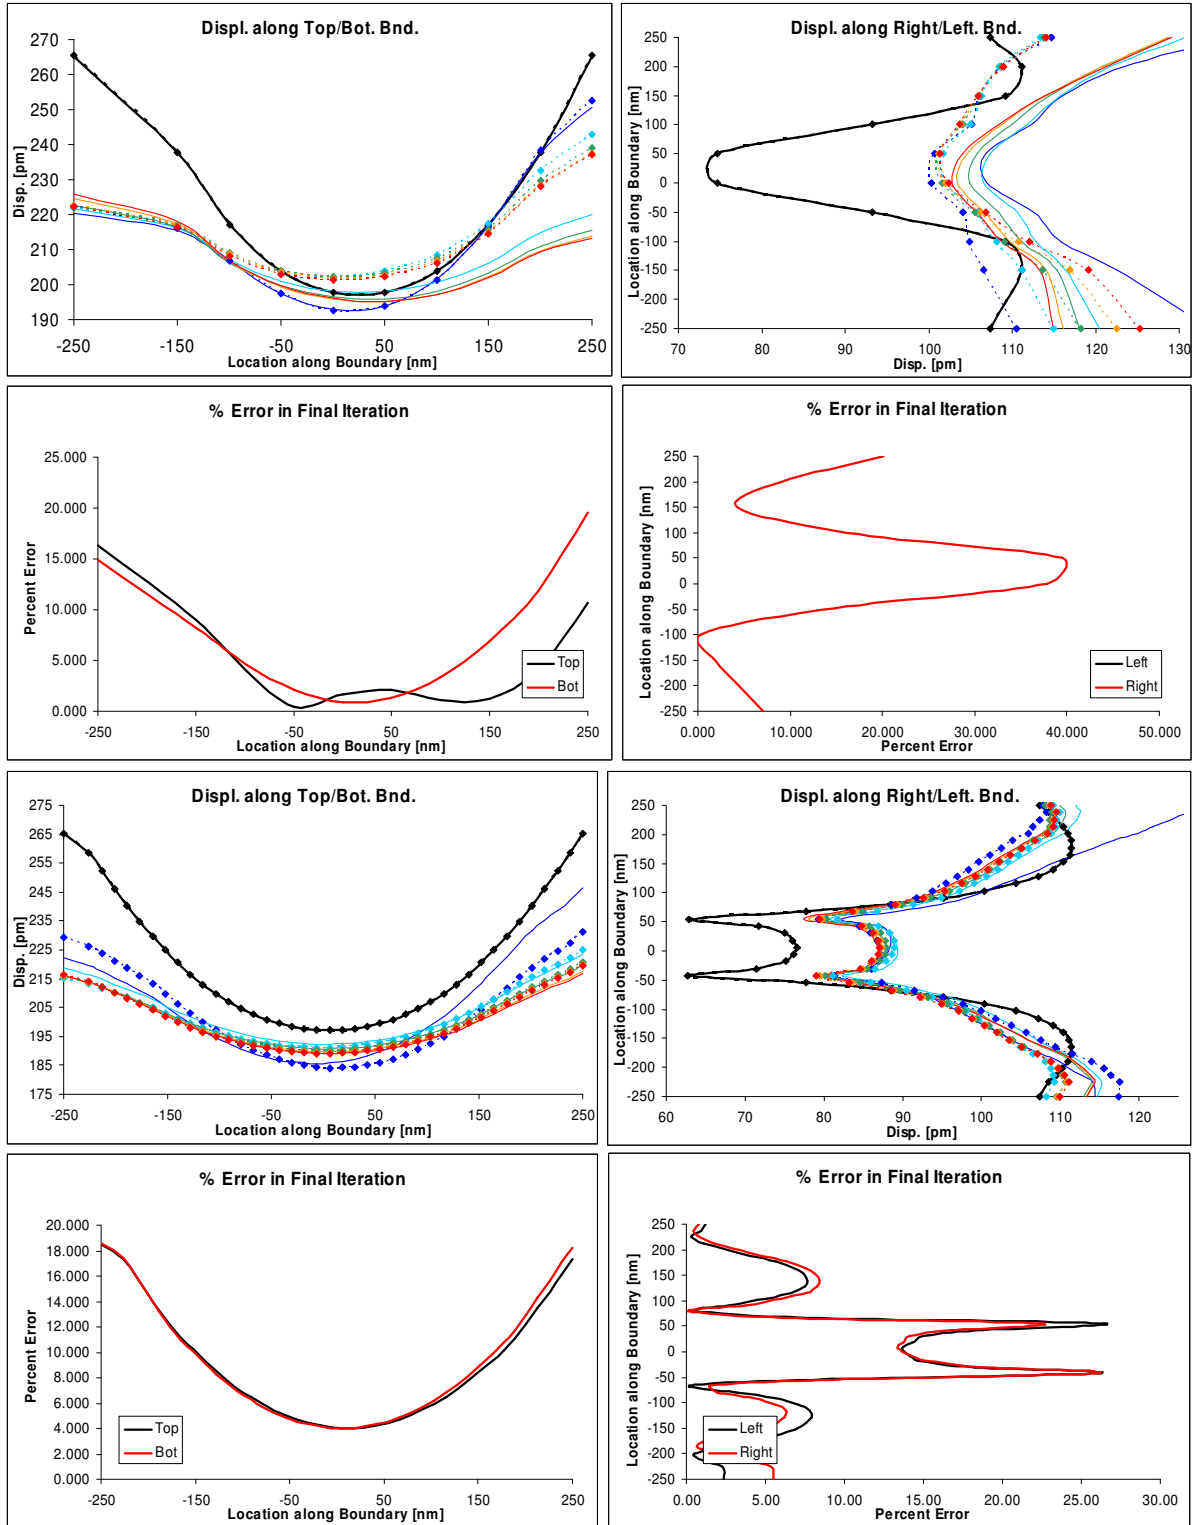 Displ. along Top/Bot. Bnd.
270
260
250
240
230
220
210
200
190
Disp. [pm]
-250 -150 -50 50 150 250
Location along Boundary [nm]
Displ. along Right/Left. Bnd.
250
200
150
100
50
0
-50
-100
-150
-200
-250
Location along Boundary [nm]
70 80 90 100 110 120 130
Disp. [pm]
% Error in Final Iteration
25.000
20.000
15.000
10.000
5.000
0.000
Percent Error
Top
Bot
-250 -150 -50 50 150 250
Location along Boundary [nm]
% Error in Final Iteration
250
200
150
100
50
0
-50
-100
-150
-200
-250
Location along Boundary [nm]
Left
Right
0.000 10.000 20.000 30.000 40.000 50.000
Percent Error
Displ. along Top/Bot. Bnd.
275
265
255
245
235
225
215
205
195
185
175
Disp. [pm]
-250 -150 -50 50 150 250
Location along Boundary [nm]
Displ. along Right/Left. Bnd.
250
200
150
100
50
0
-50
-100
-150
-200
-250
Location along Boundary [nm]
60 70 80 90 100 110 120
Disp. [pm]
% Error in Final Iteration
20.000
18.000
16.000
14.000
12.000
10.000
8.000
6.000
4.000
2.000
0.000
Percent Error
Top
Bot
-250 -150 -50 50 150 250
Location along Boundary [nm]
% Error in Final Iteration
250
200
150
100
50
0
-50
-100
-150
-200
-250
Location along Boundary [nm]
Left
Right
0.00 5.00 10.00 15.00 20.00 25.00 30.00
Percent Error